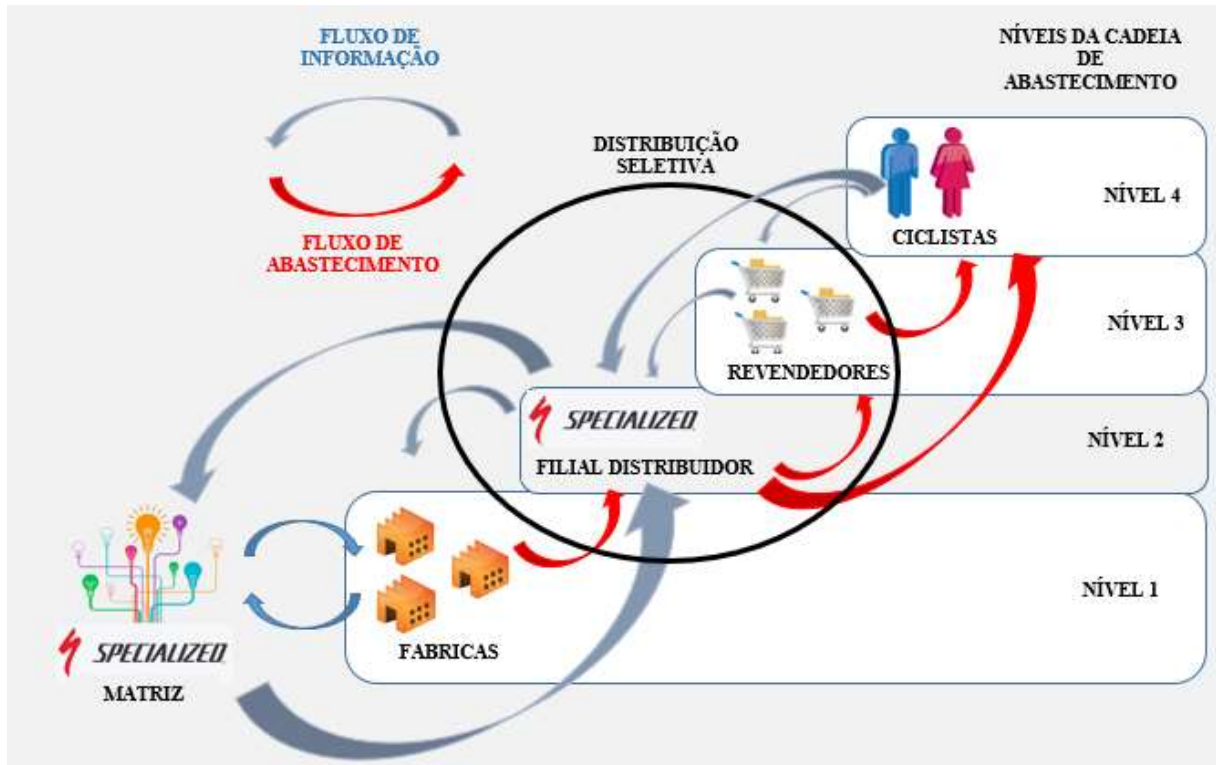 FLUXO DE
INFORMAÇÃO
NÍVEIS DA CADEIA
DE
ABASTECIMENTO
DISTRIBUIÇÃO
SELETIVA
NÍVEL 4
CICLISTAS
FLUXO DE
ABASTECIMENTO
NÍVEL 3
REVENDEDORES
SPECIALIZED
NÍVEL 2
FILIAL DISTRIBUIDOR
NÍVEL 1
FABRICAS
SPECIALIZED
MATRIZ